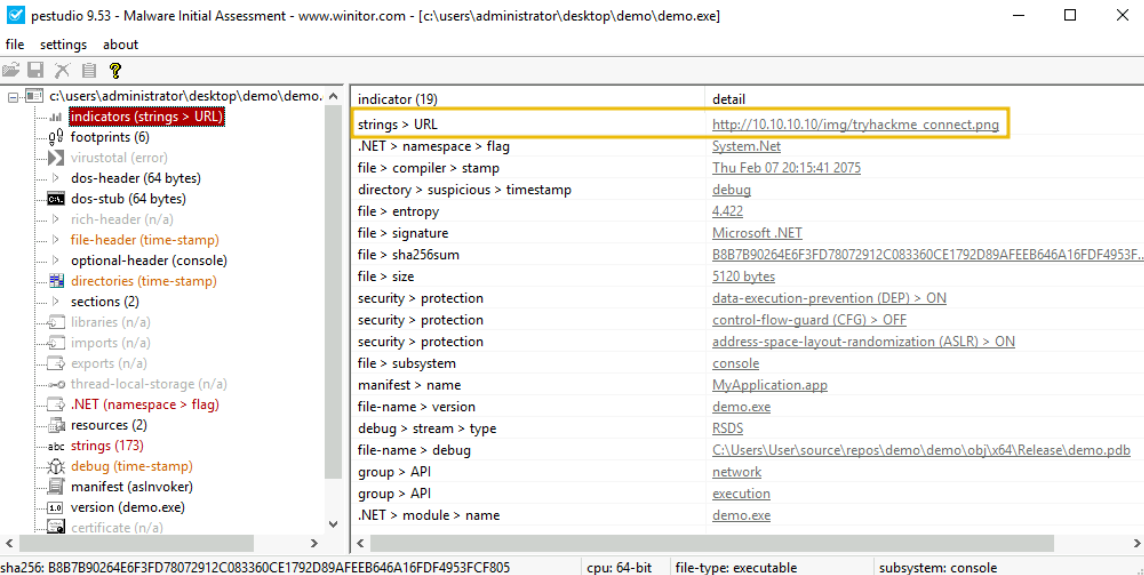 pestudio 9.53 - Malware Initial Assessment - www.winitor.com - [c:\users\administrator\desktop\demo\demo.exe]
file settings about
c:\users\administrator\desktop\demo\demo.
indicators (strings > URL)
footprints (6)
virustotal (error)
dos-header (64 bytes)
dos-stub (64 bytes)
rich-header (n/a)
file-header (time-stamp)
optional-header (console)
directories (time-stamp)
sections (2)
libraries (n/a)
imports (n/a)
exports (n/a)
thread-local-storage (n/a)
.NET (namespace > flag)
resources (2)
abc strings (173)
debug (time-stamp)
manifest (asInvoker)
1.0 version (demo.exe)
certificate (n/a)
indicator (19) detail
strings > URL http://10.10.10.10/img/tryhackme_connect.png
.NET > namespace > flag System.Net
file > compiler > stamp Thu Feb 07 20:15:41 2075
directory > suspicious > timestamp debug
file > entropy 4.422
file > signature Microsoft .NET
file > sha256sum B8B7B90264E6F3FD78072912C083360CE1792D89AFEEB646A16FDF4953F...
file > size 5120 bytes
security > protection data-execution-prevention (DEP) > ON
security > protection control-flow-guard (CFG) > OFF
security > protection address-space-layout-randomization (ASLR) > ON
file > subsystem console
manifest > name MyApplication.app
file-name > version demo.exe
debug > stream > type RSDS
file-name > debug C:\Users\User\source\repos\demo\demo\obj\x64\Release\demo.pdb
group > API network
group > API execution
.NET > module > name demo.exe
sha256: B8B7B90264E6F3FD78072912C083360CE1792D89AFEEB646A16FDF4953FCF805 cpu: 64-bit file-type: executable subsystem: console